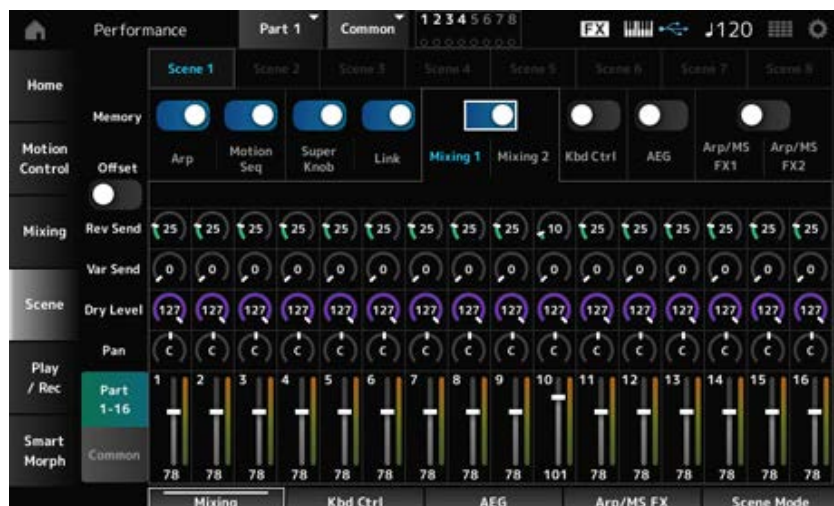 Performance Part 1 Common 1 2 3 4 5 6 7 8 FX ♩120
Home
Scene 1 Scene 2 Scene 3 Scene 4 Scene 5 Scene 6 Scene 7 Scene 8
Memory
Arp Motion Seq Super Knob Link Mixing 1 Mixing 2 Kbd Ctrl AEG Arp/MS FX1 Arp/MS FX2
Motion Control
Offset
Mixing
Rev Send 25 25 25 25 25 25 25 25 25 10 25 25 25 25 25 25
Var Send 0 0 0 0 0 0 0 0 0 0 0 0 0 0 0 0
Scene
Dry Level 127 127 127 127 127 127 127 127 127 127 127 127 127 127 127 127
Pan C C C C C C C C C C C C C C C C
Play / Rec
Part 1-16
1 2 3 4 5 6 7 8 9 10 11 12 13 14 15 16
Smart Morph
Common
78 78 78 78 78 78 78 78 78 101 78 78 78 78 78 78
Mixing Kbd Ctrl AEG Arp/MS FX Scene Mode